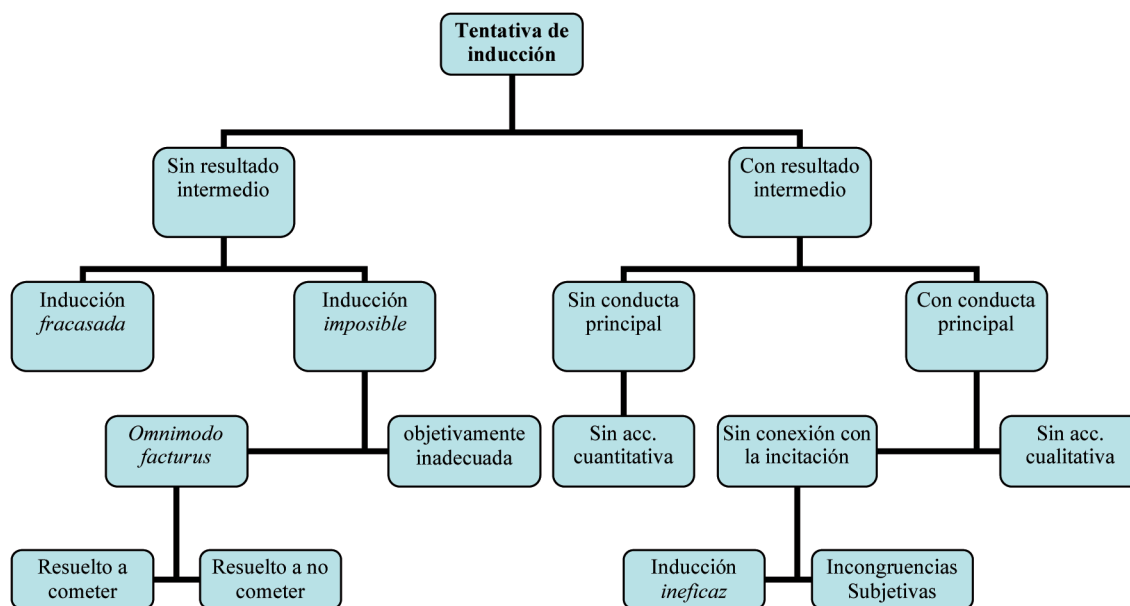 Tentativa de
inducción
Sin resultado
intermedio
Con resultado
intermedio
Inducción
fracasada
Inducción
imposible
Sin conducta
principal
Con conducta
principal
Omnimodo
facturus
objetivamente
inadecuada
Sin acc.
cuantitativa
Sin conexión con
la incitación
Sin acc.
cualitativa
Resuelto a
cometer
Resuelto a no
cometer
Inducción
ineficaz
Incongruencias
Subjetivas